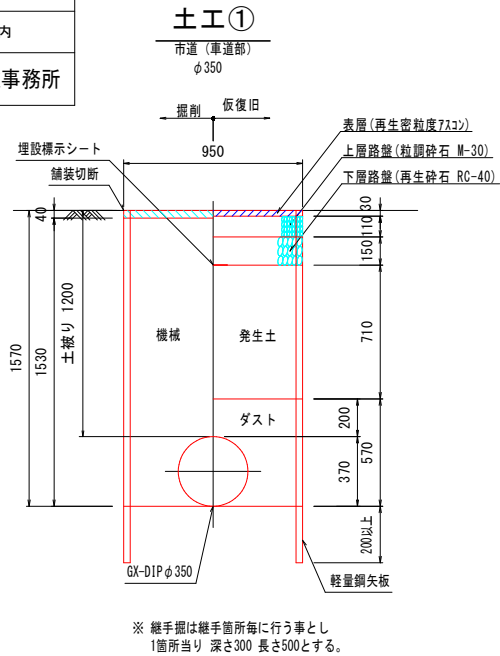 内
事務所
土工①
市道（車道部）
φ350
掘削
仮復旧
950
埋設標示シート
舗装切断
表層(再生密粒度ｱｽｺﾝ)
上層路盤(粒調砕石 M-30)
下層路盤(再生砕石 RC-40)
40
30
110
150
1570
1530
土被り 1200
機械
発生土
710
ダスト
200
370
570
200以上
GX-DIPφ350
軽量鋼矢板
※ 継手掘は継手箇所毎に行う事とし
1箇所当り 深さ300 長さ500とする。